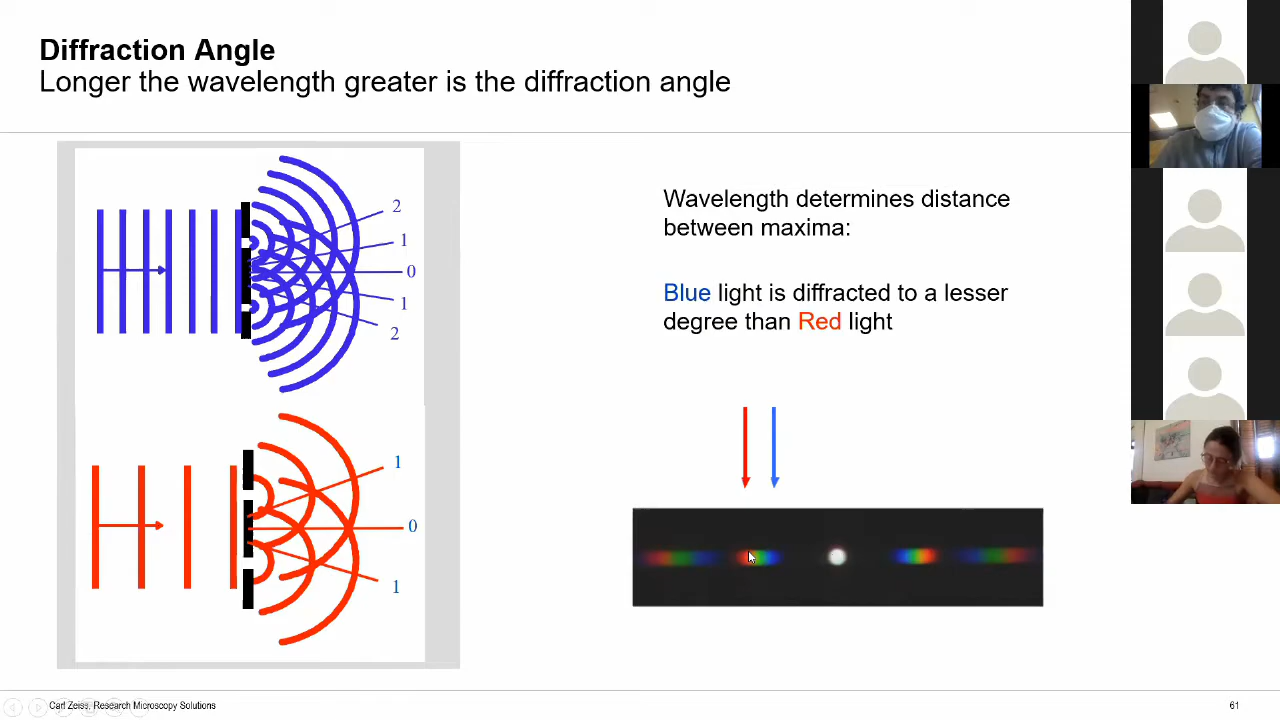 Diffraction Angle
Longer the wavelength greater is the diffraction angle
2
1
0
1
2
1
0
1
Wavelength determines distance
between maxima:
Blue light is diffracted to a lesser
degree than Red light
Carl Zeiss, Research Microscopy Solutions
61